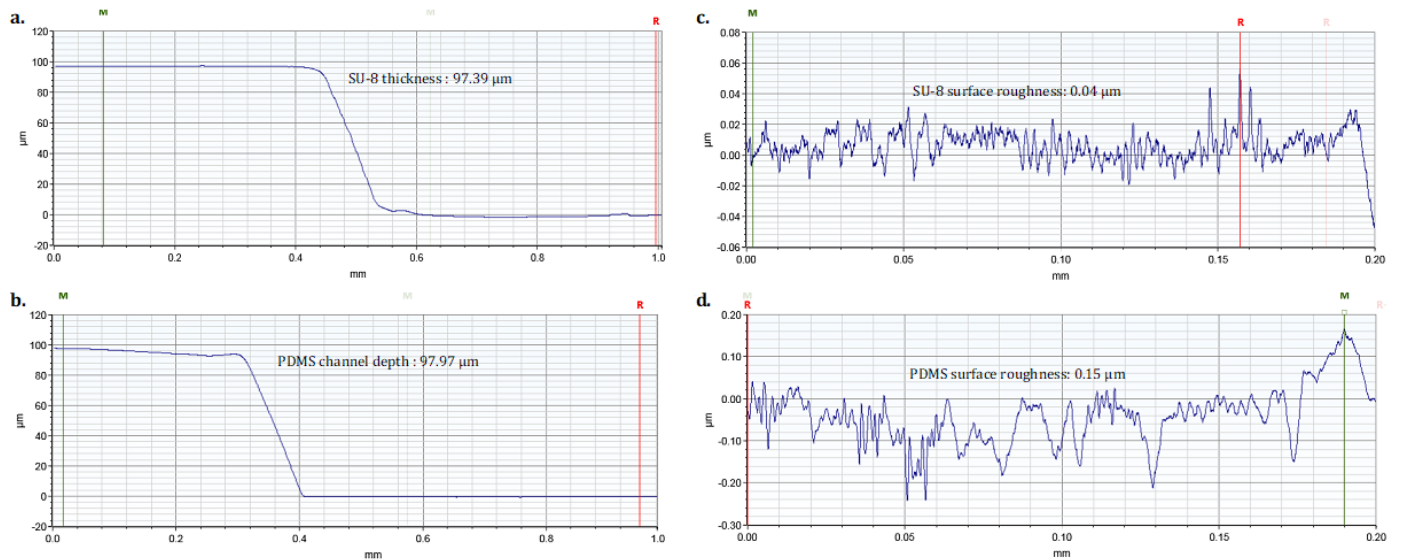 a.
M
M
R
120
100
80
60
40
20
0
-20
µm
SU-8 thickness : 97.39 µm
0.0
0.2
0.4
0.6
0.8
1.0
mm
b.
M
M
R
120
100
80
60
40
20
0
-20
µm
PDMS channel depth : 97.97 µm
0.0
0.2
0.4
0.6
0.8
mm
c.
M
R
R
0.08
0.06
0.04
0.02
0.00
-0.02
-0.04
-0.06
µm
SU-8 surface roughness: 0.04 µm
0.00
0.05
0.10
0.15
0.20
mm
d.
M
R
M
R-
0.20
0.10
0.00
-0.10
-0.20
-0.30
µm
PDMS surface roughness: 0.15 µm
0.00
0.05
0.10
0.15
0.20
mm